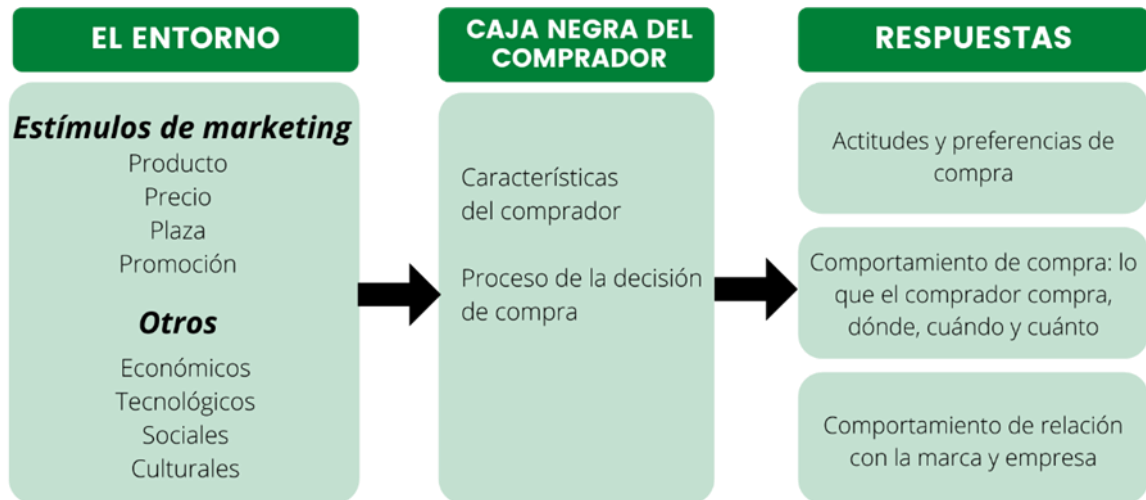 EL ENTORNO
Estímulos de marketing
Producto
Precio
Plaza
Promoción
Otros
Económicos
Tecnológicos
Sociales
Culturales
CAJA NEGRA DEL
COMPRADOR
Características
del comprador
Proceso de la decisión
de compra
RESPUESTAS
Actitudes y preferencias de
compra
Comportamiento de compra: lo
que el comprador compra,
dónde, cuándo y cuánto
Comportamiento de relación
con la marca y empresa